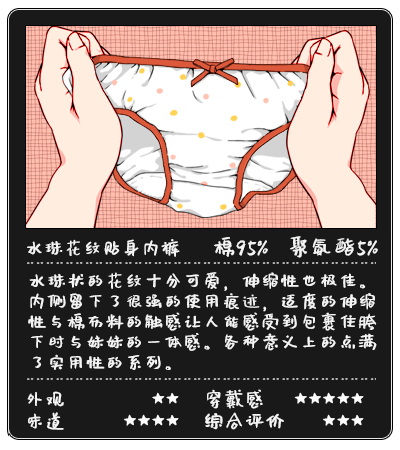 水珠花纹贴身内裤 棉95% 聚氨酯5%
水珠状的花纹十分可爱，伸缩性也极佳。
内侧留下了很强的使用痕迹，适度的伸缩
性与棉布料的触感让人能感受到包裹住胯
下时与妹妹的一体感。各种意义上的点满
了实用性的系列。
外观 ★★ 穿戴感 ★★★★★
味道 ★★★★ 综合评价 ★★★